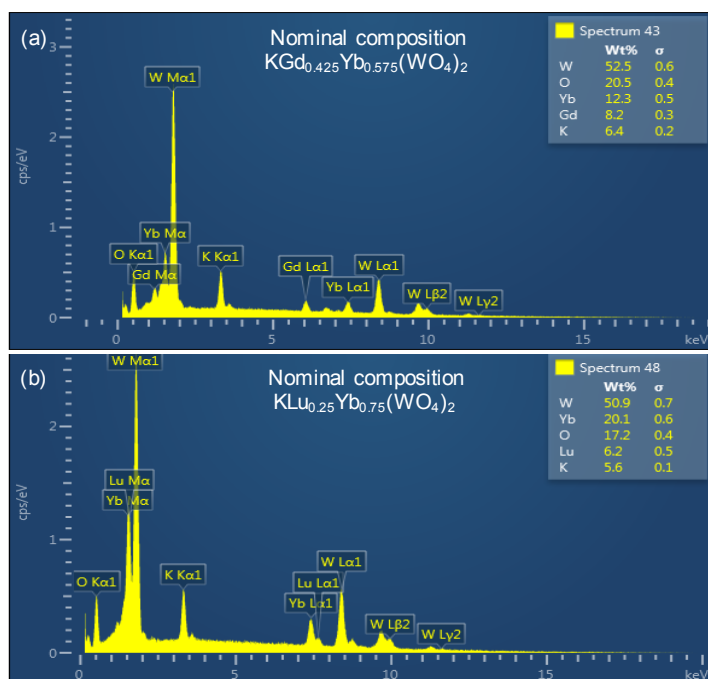 (a)
Nominal composition
KGd₀.₄₂₅Yb₀.₅₇₅(WO₄)₂
Spectrum 43
Wt% σ
W 52.5 0.6
O 20.5 0.4
Yb 12.3 0.5
Gd 8.2 0.3
K 6.4 0.2
3
2
1
0
cps/eV
W Mα1
Yb Mα
O Kα1
Gd Mα
K Kα1
Gd Lα1
Yb Lα1
W Lα1
W Lβ2
W Lγ2
0 5 10 15 keV
(b)
Nominal composition
KLu₀.₂₅Yb₀.₇₅(WO₄)₂
Spectrum 48
Wt% σ
W 50.9 0.7
Yb 20.1 0.6
O 17.2 0.4
Lu 6.2 0.5
K 5.6 0.1
2
1
0
cps/eV
W Mα1
Lu Mα
Yb Mα
O Kα1
K Kα1
Lu Lα1
Yb Lα1
W Lα1
W Lβ2
W Lγ2
0 5 10 15 keV